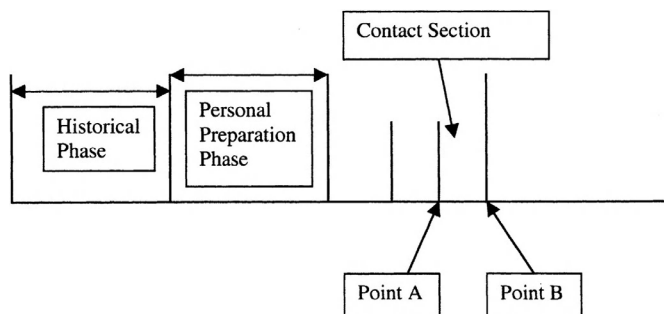 Contact Section
Historical
Phase
Personal
Preparation
Phase
Point A
Point B